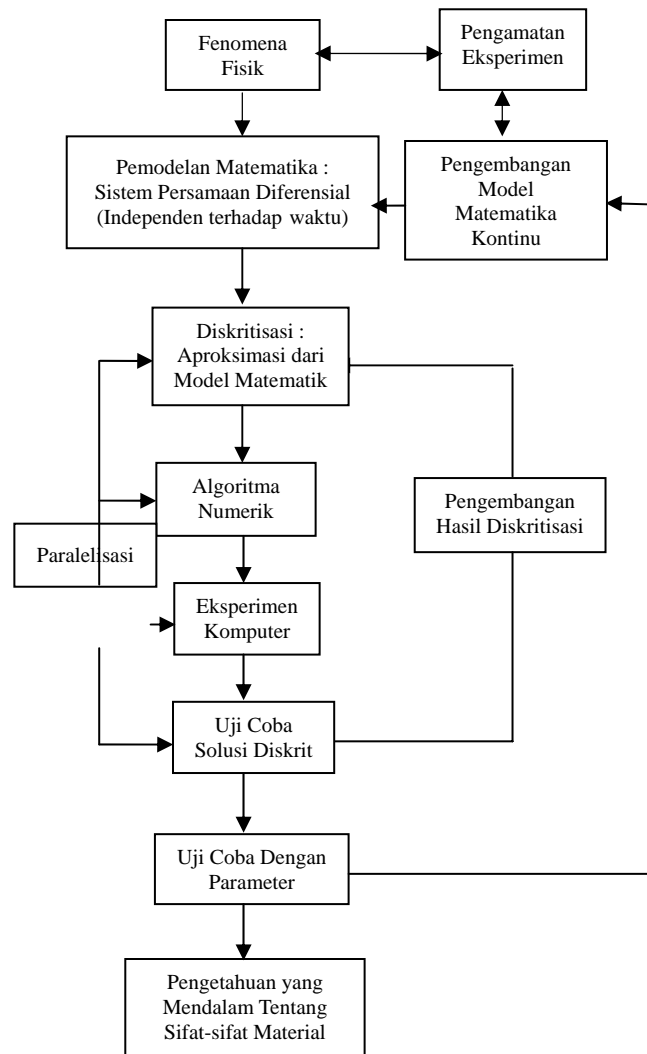 Fenomena
Fisik
Pengamatan
Eksperimen
Pemodelan Matematika :
Sistem Persamaan Diferensial
(Independen terhadap waktu)
Pengembangan
Model
Matematika
Kontinu
Diskritisasi :
Aproksimasi dari
Model Matematik
Algoritma
Numerik
Pengembangan
Hasil Diskritisasi
Paralelisasi
Eksperimen
Komputer
Uji Coba
Solusi Diskrit
Uji Coba Dengan
Parameter
Pengetahuan yang
Mendalam Tentang
Sifat-sifat Material